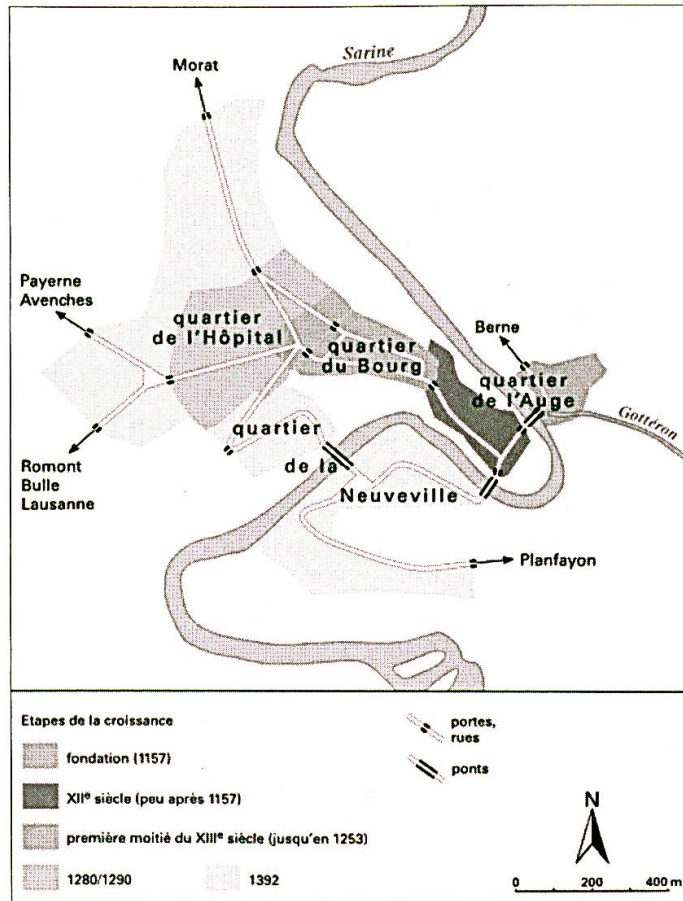 Sarine
Morat
Payerne
Avenches
quartier
de l'Hôpital
quartier
du Bourg
Berne
quartier
de l'Auge
Gottéron
quartier
de la
Neuveville
Romont
Bulle
Lausanne
Planfayon
Etapes de la croissance
fondation (1157)
XIIe siècle (peu après 1157)
première moitié du XIIIe siècle (jusqu'en 1253)
1280/1290
1392
portes,
rues
ponts
N
0 200 400 m